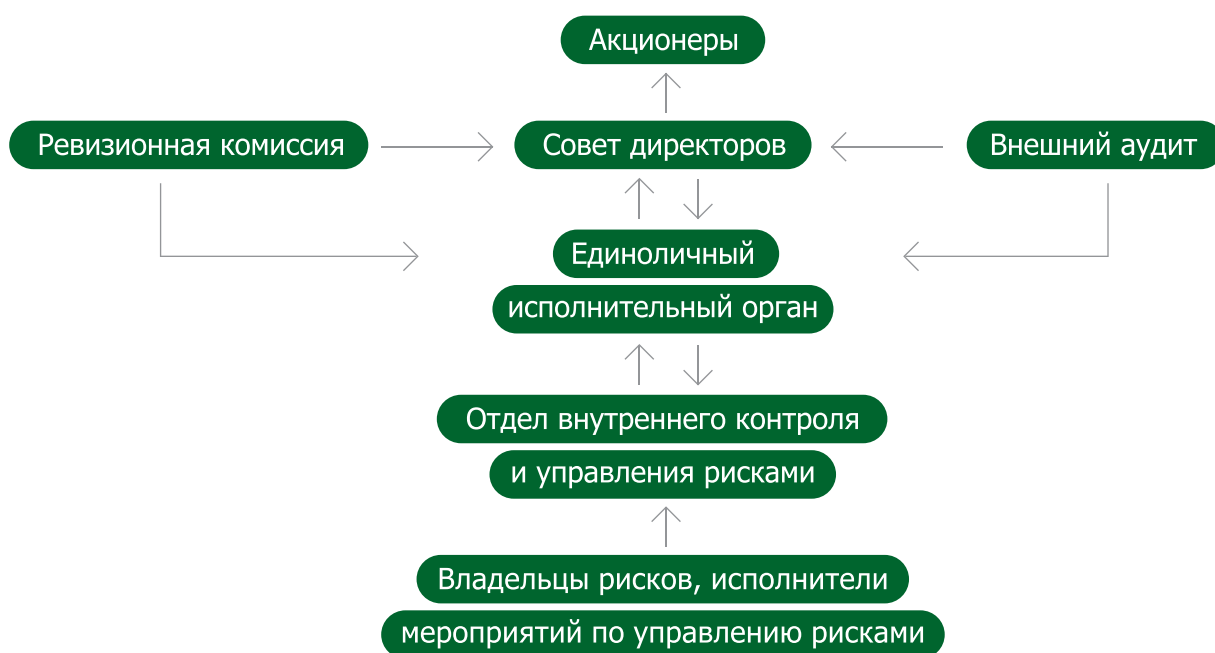 Акционеры
Ревизионная комиссия
Совет директоров
Внешний аудит
Единоличный
исполнительный орган
Отдел внутреннего контроля
и управления рисками
Владельцы рисков, исполнители
мероприятий по управлению рисками